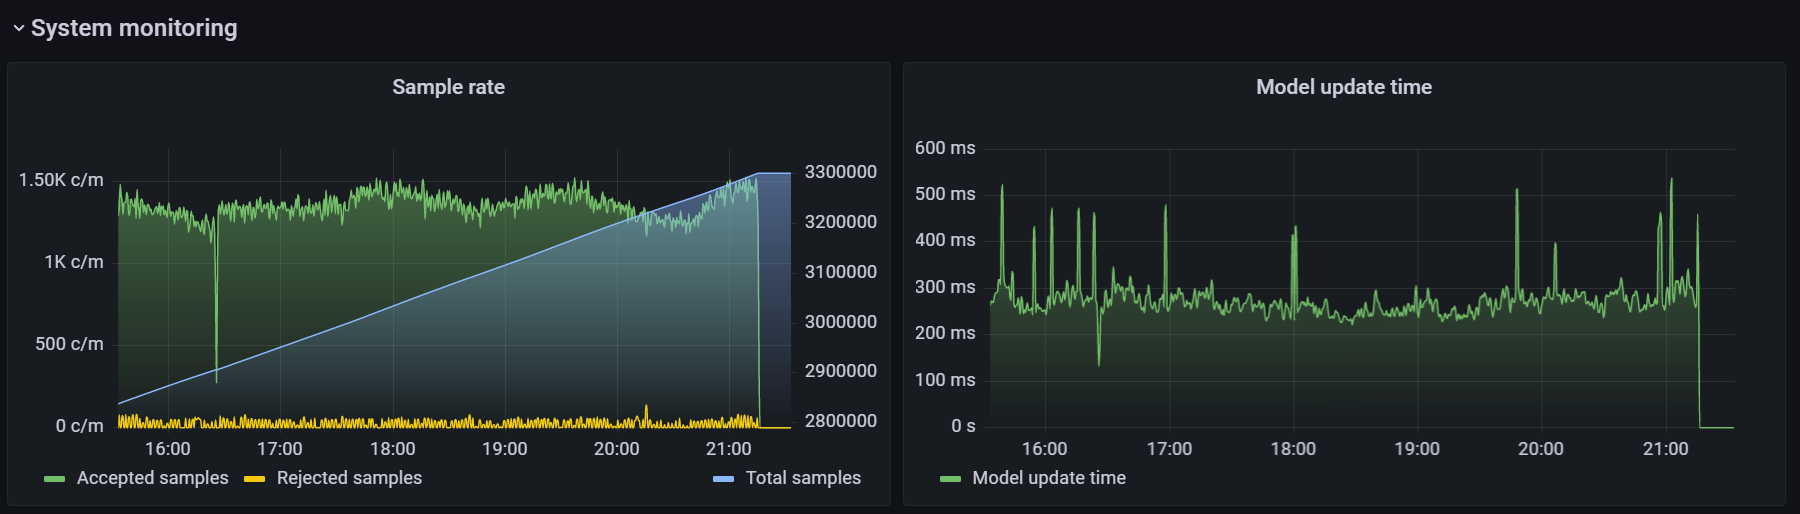 System monitoring
Sample rate
1.50K c/m
1K c/m
500 c/m
0 c/m
3300000
3200000
3100000
3000000
2900000
2800000
16:00 17:00 18:00 19:00 20:00 21:00
Accepted samples Rejected samples Total samples
Model update time
600 ms
500 ms
400 ms
300 ms
200 ms
100 ms
0 s
16:00 17:00 18:00 19:00 20:00 21:00
Model update time